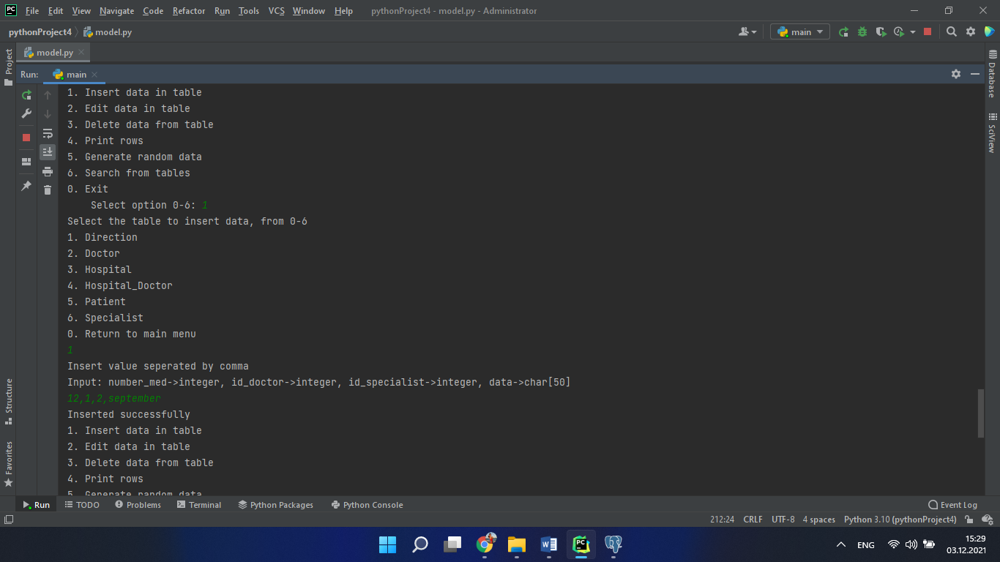 PC File Edit View Navigate Code Refactor Run Tools VCS Window Help pythonProject4 - model.py - Administrator
pythonProject4 model.py main
Project
model.py
Run: main
1. Insert data in table
2. Edit data in table
3. Delete data from table
4. Print rows
5. Generate random data
6. Search from tables
0. Exit
Select option 0-6: 1
Select the table to insert data, from 0-6
1. Direction
2. Doctor
3. Hospital
4. Hospital_Doctor
5. Patient
6. Specialist
0. Return to main menu
1
Insert value seperated by comma
Input: number_med->integer, id_doctor->integer, id_specialist->integer, data->char[50]
12,1,2,september
Inserted successfully
1. Insert data in table
2. Edit data in table
3. Delete data from table
4. Print rows
5. Generate random data
Structure
Favorites
Database
SciView
Run TODO Problems Terminal Python Packages Python Console Event Log
212:24 CRLF UTF-8 4 spaces Python 3.10 (pythonProject4)
W PC ENG 15:29
03.12.2021